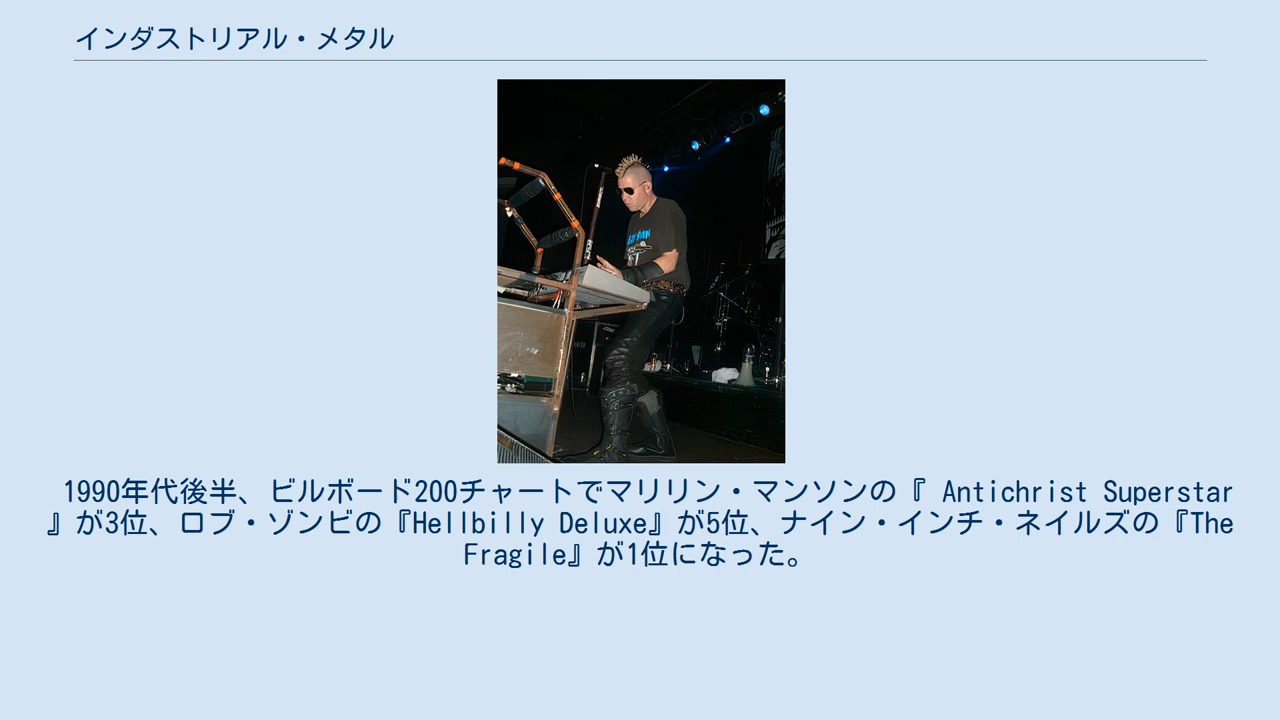 インダストリアル・メタル
1990年代後半、ビルボード200チャートでマリリン・マンソンの『 Antichrist Superstar
』が3位、ロブ・ゾンビの『Hellbilly Deluxe』が5位、ナイン・インチ・ネイルズの『The
Fragile』が1位になった。